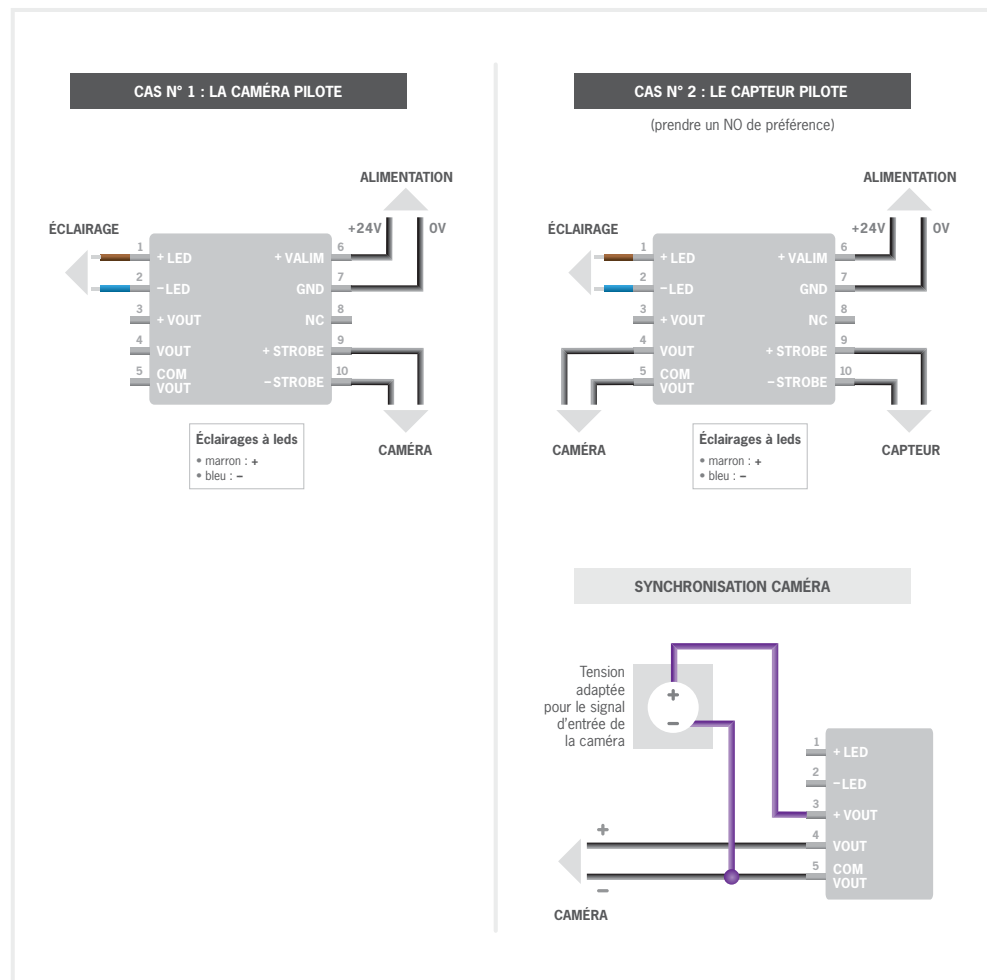 CAS N° 1 : LA CAMÉRA PILOTE
ALIMENTATION
+24V
0V
ÉCLAIRAGE
1
+ LED
2
−LED
3
+ VOUT
4
VOUT
5
COM
VOUT
6
+ VALIM
7
GND
8
NC
9
+ STROBE
10
−STROBE
CAMÉRA
Éclairages à leds
• marron : +
• bleu : −
CAS N° 2 : LE CAPTEUR PILOTE
(prendre un NO de préférence)
ALIMENTATION
+24V
0V
ÉCLAIRAGE
1
+ LED
2
−LED
3
+ VOUT
4
VOUT
5
COM
VOUT
6
+ VALIM
7
GND
8
NC
9
+ STROBE
10
−STROBE
CAMÉRA
CAPTEUR
Éclairages à leds
• marron : +
• bleu : −
SYNCHRONISATION CAMÉRA
Tension
adaptée
pour le signal
d'entrée de
la caméra
+
−
1
+ LED
2
−LED
3
+ VOUT
4
VOUT
5
COM
VOUT
+
−
CAMÉRA